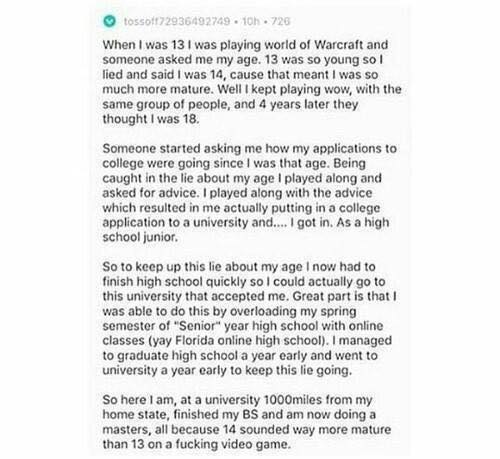 tossoff72936492749 • 10h • 726
When I was 13 I was playing world of Warcraft and
someone asked me my age. 13 was so young so I
lied and said I was 14, cause that meant I was so
much more mature. Well I kept playing wow, with the
same group of people, and 4 years later they
thought I was 18.
Someone started asking me how my applications to
college were going since I was that age. Being
caught in the lie about my age I played along and
asked for advice. I played along with the advice
which resulted in me actually putting in a college
application to a university and.... I got in. As a high
school junior.
So to keep up this lie about my age I now had to
finish high school quickly so I could actually go to
this university that accepted me. Great part is that I
was able to do this by overloading my spring
semester of "Senior" year high school with online
classes (yay Florida online high school). I managed
to graduate high school a year early and went to
university a year early to keep this lie going.
So here I am, at a university 1000miles from my
home state, finished my BS and am now doing a
masters, all because 14 sounded way more mature
than 13 on a fucking video game.